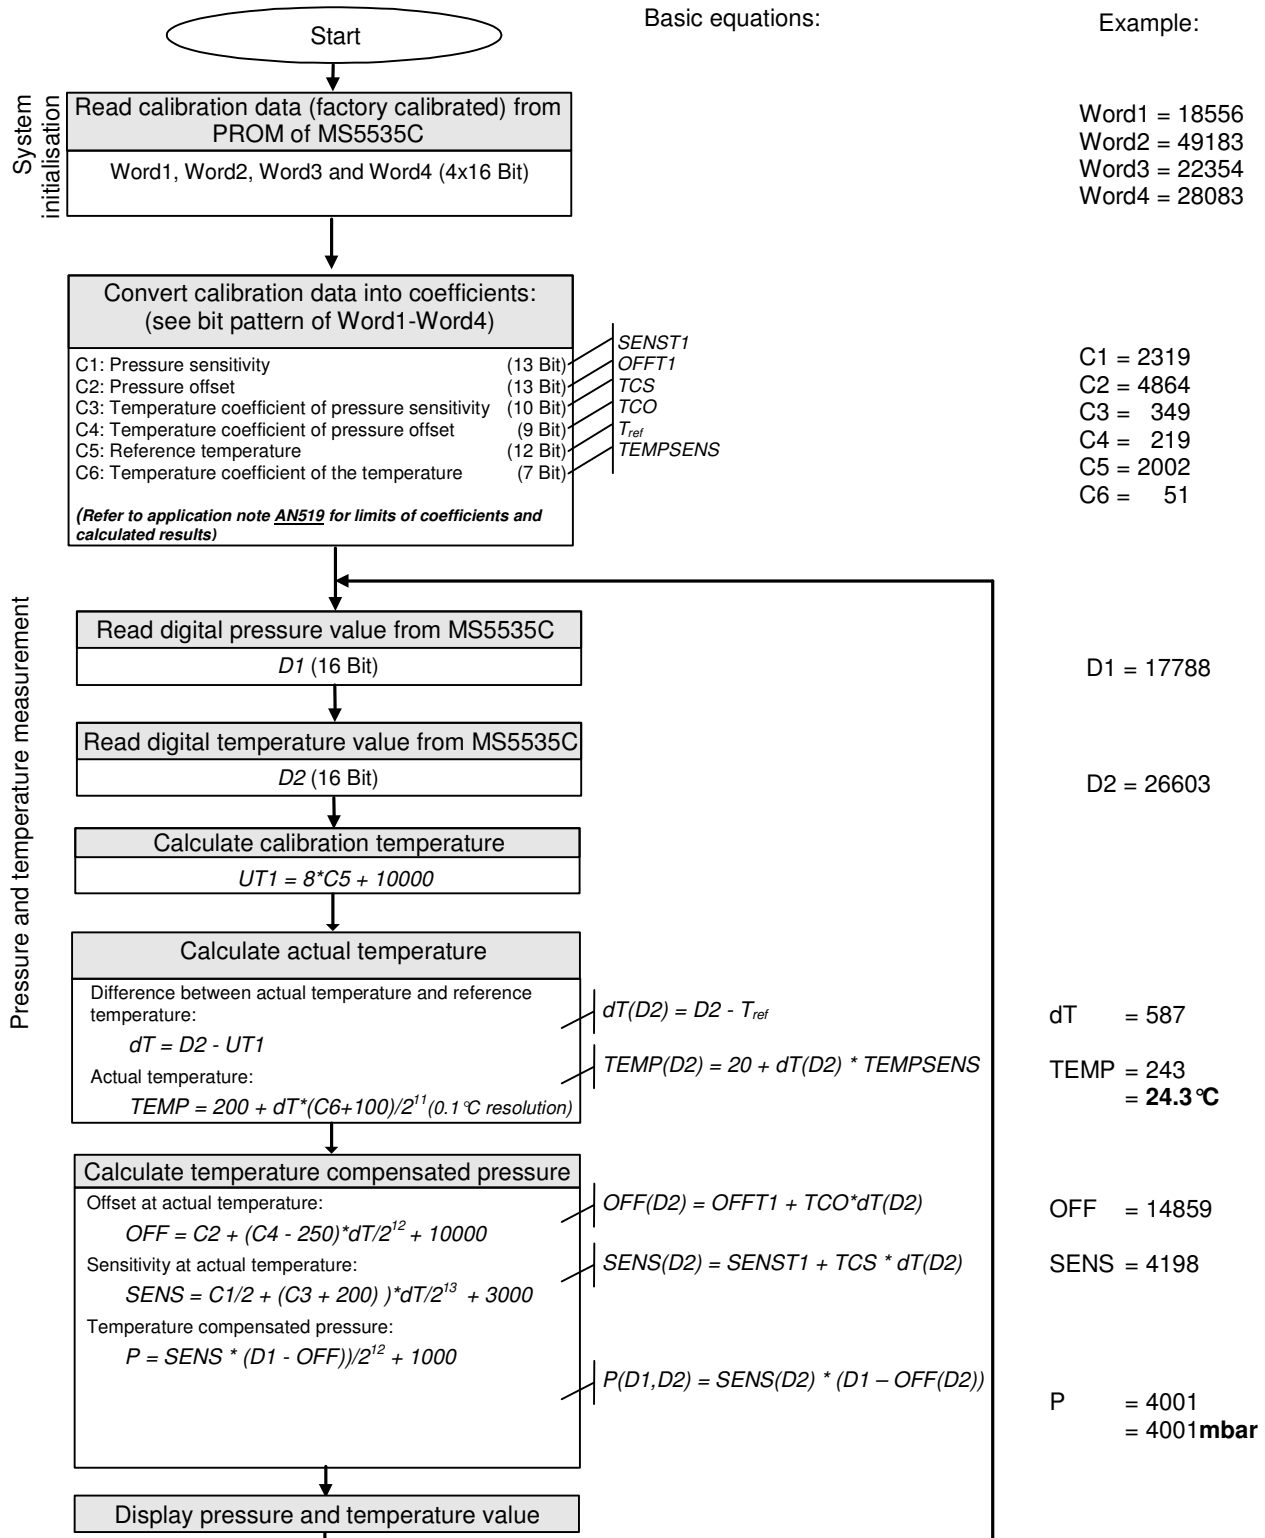 Start
Basic equations:
Example:
System
initialisation
Read calibration data (factory calibrated) from
PROM of MS5535C
Word1, Word2, Word3 and Word4 (4x16 Bit)
Word1 = 18556
Word2 = 49183
Word3 = 22354
Word4 = 28083
Convert calibration data into coefficients:
(see bit pattern of Word1-Word4)
C1: Pressure sensitivity (13 Bit) SENST1
C2: Pressure offset (13 Bit) OFFT1
C3: Temperature coefficient of pressure sensitivity (10 Bit) TCS
C4: Temperature coefficient of pressure offset (9 Bit) TCO
C5: Reference temperature (12 Bit) Tref
C6: Temperature coefficient of the temperature (7 Bit) TEMPSENS
(Refer to application note AN519 for limits of coefficients and
calculated results)
C1 = 2319
C2 = 4864
C3 = 349
C4 = 219
C5 = 2002
C6 = 51
Pressure and temperature measurement
Read digital pressure value from MS5535C
D1 (16 Bit)
D1 = 17788
Read digital temperature value from MS5535C
D2 (16 Bit)
D2 = 26603
Calculate calibration temperature
UT1 = 8*C5 + 10000
Calculate actual temperature
Difference between actual temperature and reference
temperature:
dT = D2 - UT1
dT(D2) = D2 - Tref
dT = 587
Actual temperature:
TEMP = 200 + dT*(C6+100)/2^11 (0.1°C resolution)
TEMP(D2) = 20 + dT(D2) * TEMPSENS
TEMP = 243
= 24.3°C
Calculate temperature compensated pressure
Offset at actual temperature:
OFF = C2 + (C4 - 250)*dT/2^12 + 10000
OFF(D2) = OFFT1 + TCO*dT(D2)
OFF = 14859
Sensitivity at actual temperature:
SENS = C1/2 + (C3 + 200) )*dT/2^13 + 3000
SENS(D2) = SENST1 + TCS * dT(D2)
SENS = 4198
Temperature compensated pressure:
P = SENS * (D1 - OFF))/2^12 + 1000
P(D1,D2) = SENS(D2) * (D1 – OFF(D2))
P = 4001
= 4001mbar
Display pressure and temperature value